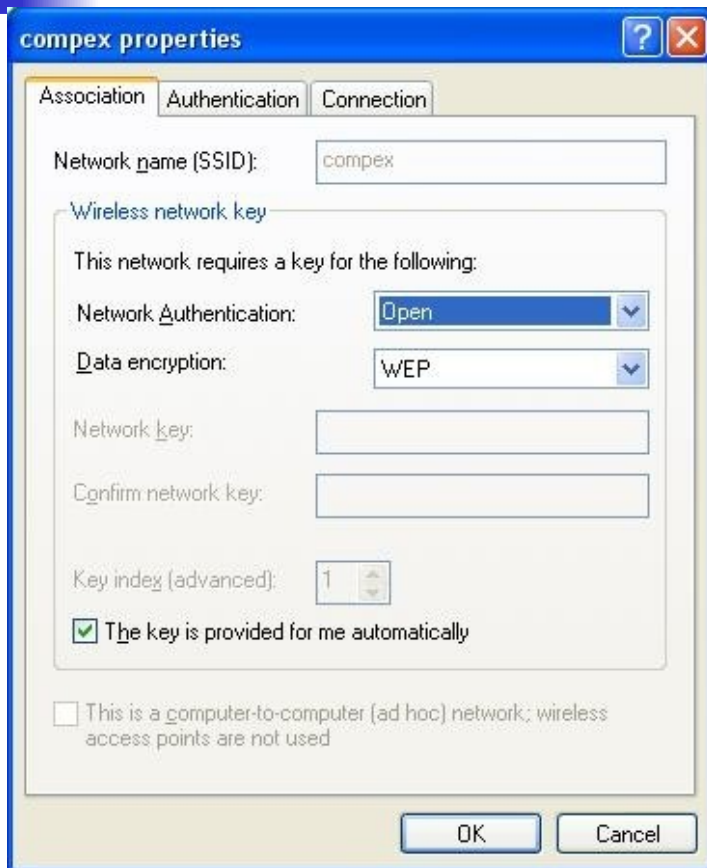 compex properties
Association Authentication Connection
Network name (SSID): compex
Wireless network key
This network requires a key for the following:
Network Authentication: Open
Data encryption: WEP
Network key:
Confirm network key:
Key index (advanced): 1
The key is provided for me automatically
This is a computer-to-computer (ad hoc) network; wireless
access points are not used
OK Cancel